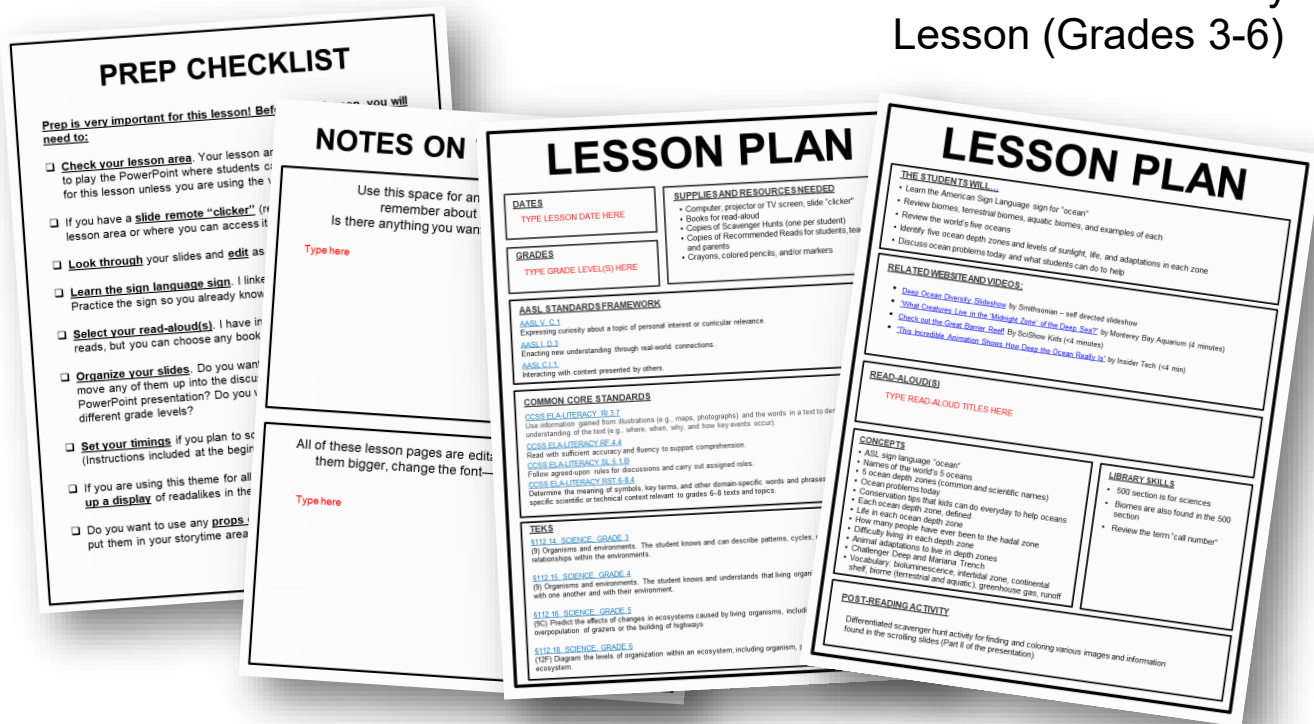 Lesson (Grades 3-6)
PREP CHECKLIST
Prep is very important for this lesson! you will
need to:
❑ Check your lesson area. Your lesson
to play the PowerPoint where students
for this lesson unless you are using the
❑ If you have a slide remote "clicker"
lesson area or where you can access it
❑ Look through your slides and edit as
❑ Learn the sign language sign. I
Practice the sign so you already
❑ Select your read-aloud(s). I have
reads, but you can choose any book
❑ Organize your slides. Do you want
move any of them up into the
PowerPoint presentation? Do you
different grade levels?
❑ Set your timings if you plan to
(Instructions included at the
❑ If you are using this theme for all
up a display of readalikes in the
❑ Do you want to use any props
put them in your storytime area
NOTES ON
Use this space for
remember about
Is there anything you
Type here
All of these lesson pages are
them bigger, change the font—
Type here
LESSON PLAN
DATES
TYPE LESSON DATE HERE
GRADES
TYPE GRADE LEVEL(S) HERE
SUPPLIES AND RESOURCES NEEDED
• Computer, projector or TV screen, slide "clicker"
• Books for read-aloud
• Copies of Scavenger Hunts (one per student)
• Copies of Recommended Reads for students,
and parents
• Crayons, colored pencils, and/or markers
AASL STANDARDS FRAMEWORK
AASL V. C.1
Expressing curiosity about a topic of personal interest or curricular relevance.
AASL I. D.3
Enacting new understanding through real-world connections.
AASL C.I.1.
Interacting with content presented by others.
COMMON CORE STANDARDS
CCSS ELA-LITERACY RI.3.7
Use information gained from illustrations (e.g., maps, photographs) and the words in a text to
understanding of the text (e.g., where, when, why, and how key events occur).
CCSS ELA-LITERACY RF.4.4
Read with sufficient accuracy and fluency to support comprehension.
CCSS ELA-LITERACY SL.5.1.B
Follow agreed-upon rules for discussions and carry out assigned roles.
CCSS ELA-LITERACY RST.6-8.4
Determine the meaning of symbols, key terms, and other domain-specific words and phrases
specific scientific or technical context relevant to grades 6–8 texts and topics.
TEKS
§112.14. SCIENCE, GRADE 3
(9) Organisms and environments. The student knows and can describe patterns, cycles,
relationships within the environments.
§112.15. SCIENCE, GRADE 4
(9) Organisms and environments. The student knows and understands that living
with one another and with their environment.
§112.16. SCIENCE, GRADE 5
(9C) Predict the effects of changes in ecosystems caused by living organisms,
overpopulation of grazers or the building of highways
§112.18. SCIENCE, GRADE 6
(12F) Diagram the levels of organization within an ecosystem, including organism,
ecosystem.
LESSON PLAN
THE STUDENTS WILL…
• Learn the American Sign Language sign for "ocean"
• Review biomes, terrestrial biomes, aquatic biomes, and examples of each
• Review the world's five oceans
• Identify five ocean depth zones and levels of sunlight, life, and adaptations in each zone
• Discuss ocean problems today and what students can do to help
RELATED WEBSITE AND VIDEOS:
• Deep Ocean Diversity Slideshow by Smithsonian – self directed slideshow
• "What Creatures Live in the 'Midnight Zone' of the Deep Sea?" by Monterey Bay Aquarium (4 minutes)
• Check out the Great Barrier Reef! By SciShow Kids (<4 minutes)
• "This Incredible Animation Shows How Deep the Ocean Really Is" by Insider Tech (<4 min)
READ-ALOUD(S)
TYPE READ-ALOUD TITLES HERE
CONCEPTS
• ASL sign language "ocean"
• Names of the world's 5 oceans
• 5 ocean depth zones (common and scientific names)
• Ocean problems today
• Conservation tips that kids can do everyday to help oceans
• Each ocean depth zone, defined
• Life in each ocean depth zone
• How many people have ever been to the hadal zone
• Difficulty living in each depth zone
• Animal adaptations to live in depth zones
• Challenger Deep and Mariana Trench
• Vocabulary: bioluminescence, intertidal zone, continental
shelf, biome (terrestrial and aquatic), greenhouse gas, runoff
LIBRARY SKILLS
• 500 section is for sciences
• Biomes are also found in the 500
section
• Review the term "call number"
POST-READING ACTIVITY
Differentiated scavenger hunt activity for finding and coloring various images and information
found in the scrolling slides (Part II of the presentation).